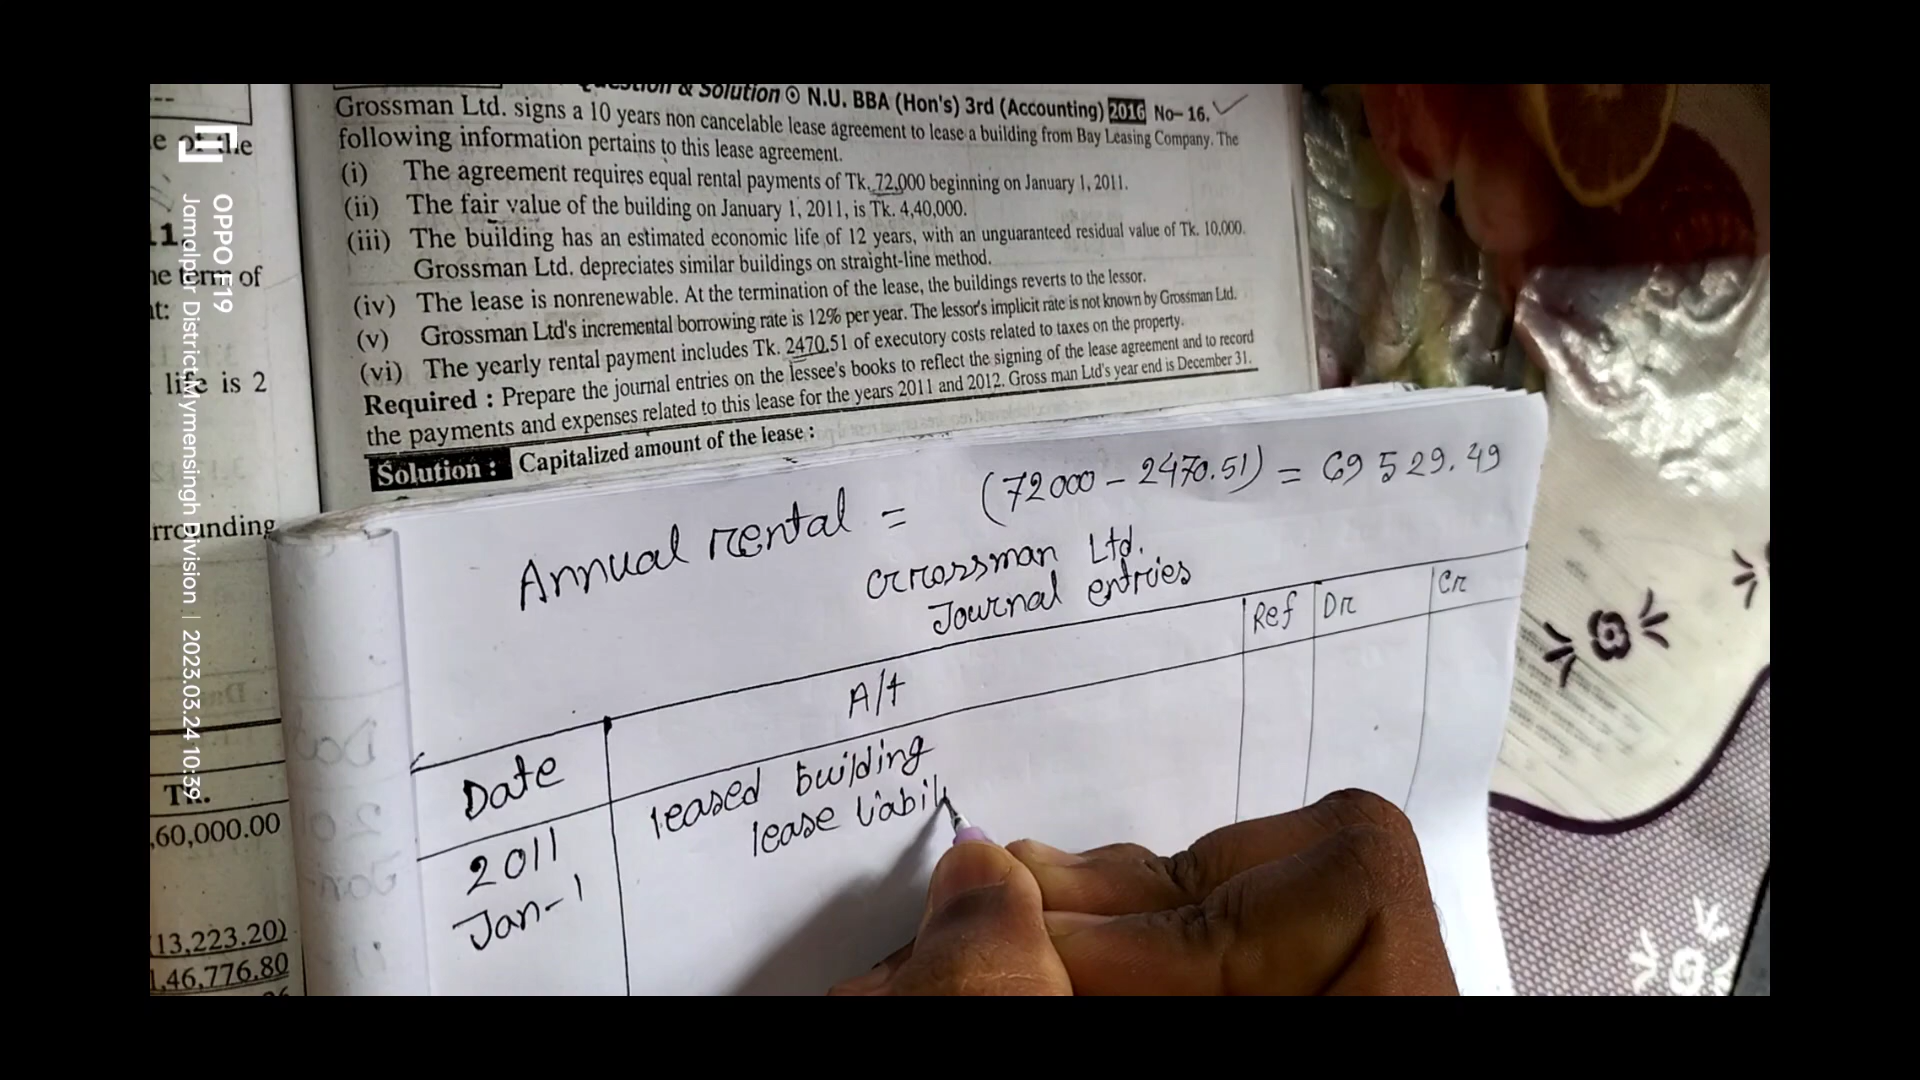 Question & Solution ⊙ N.U. BBA (Hon's) 3rd (Accounting) 2016 No– 16.
Grossman Ltd. signs a 10 years non cancelable lease agreement to lease a building from Bay Leasing Company. The
following information pertains to this lease agreement.
(i) The agreement requires equal rental payments of Tk. 72,000 beginning on January 1, 2011.
(ii) The fair value of the building on January 1, 2011, is Tk. 4,40,000.
(iii) The building has an estimated economic life of 12 years, with an unguaranteed residual value of Tk. 10,000.
Grossman Ltd. depreciates similar buildings on straight-line method.
(iv) The lease is nonrenewable. At the termination of the lease, the buildings reverts to the lessor.
(v) Grossman Ltd's incremental borrowing rate is 12% per year. The lessor's implicit rate is not known by Grossman Ltd.
(vi) The yearly rental payment includes Tk. 2470.51 of executory costs related to taxes on the property.
Required : Prepare the journal entries on the lessee's books to reflect the signing of the lease agreement and to record
the payments and expenses related to this lease for the years 2011 and 2012. Gross man Ltd's year end is December 31.
Solution : Capitalized amount of the lease :
Annual rental = (72000 – 2470.51) = 69529.49
Grossman Ltd.
Journal entries
Date A/t Ref Dr Cr
2011 leased building
Jan-1 lease liabil
e of the
11.
he term of
nt:
life is 2
rrounding
Tk.
,60,000.00
(13,223.20)
1,46,776.80
OPPO F19
Jamalpur District Mymensingh Division | 2023.03.24 10:39